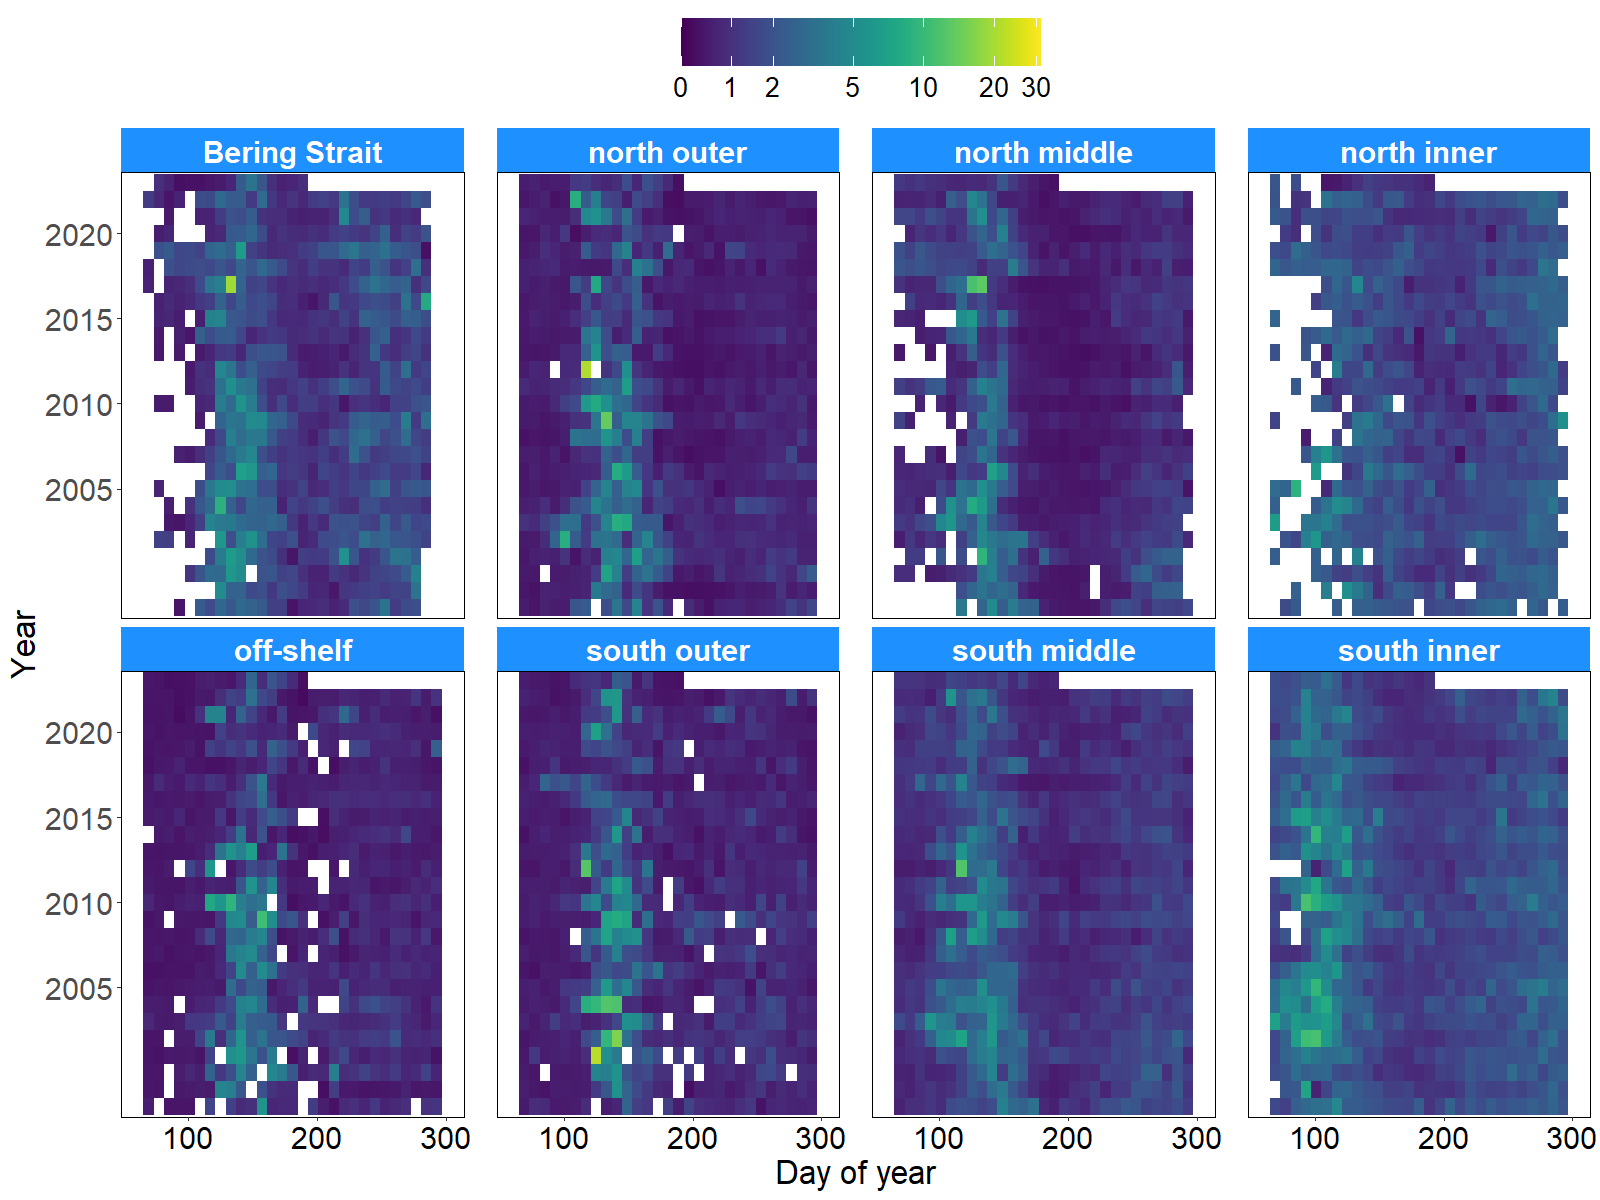 0 1 2 5 10 20 30
Bering Strait north outer north middle north inner
2020
2015
2010
2005
Year
off-shelf south outer south middle south inner
2020
2015
2010
2005
100 200 300 100 200 300 100 200 300 100 200 300
Day of year